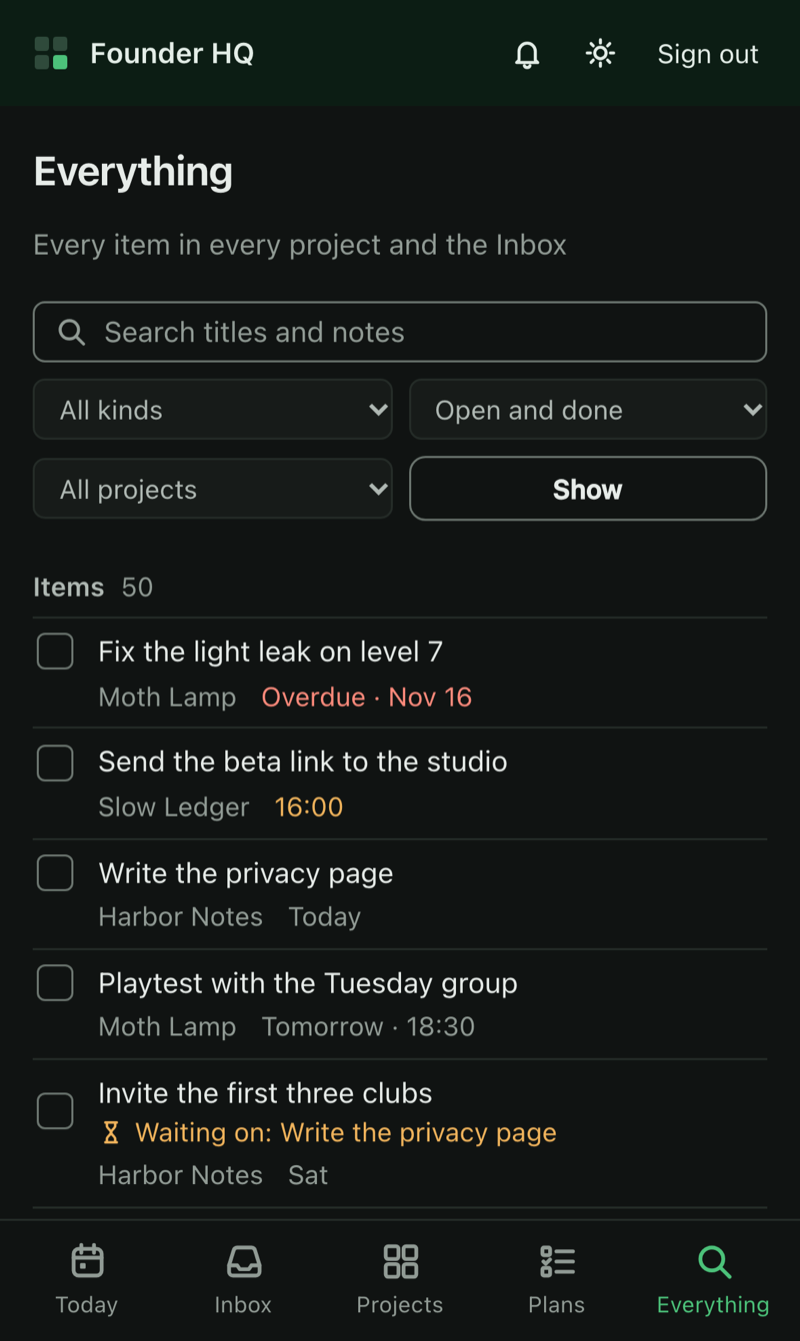 Founder HQ
Sign out
Everything
Every item in every project and the Inbox
Search titles and notes
All kinds
Open and done
All projects
Show
Items 50
Fix the light leak on level 7
Moth Lamp Overdue · Nov 16
Send the beta link to the studio
Slow Ledger 16:00
Write the privacy page
Harbor Notes Today
Playtest with the Tuesday group
Moth Lamp Tomorrow · 18:30
Invite the first three clubs
Waiting on: Write the privacy page
Harbor Notes Sat
Today Inbox Projects Plans Everything